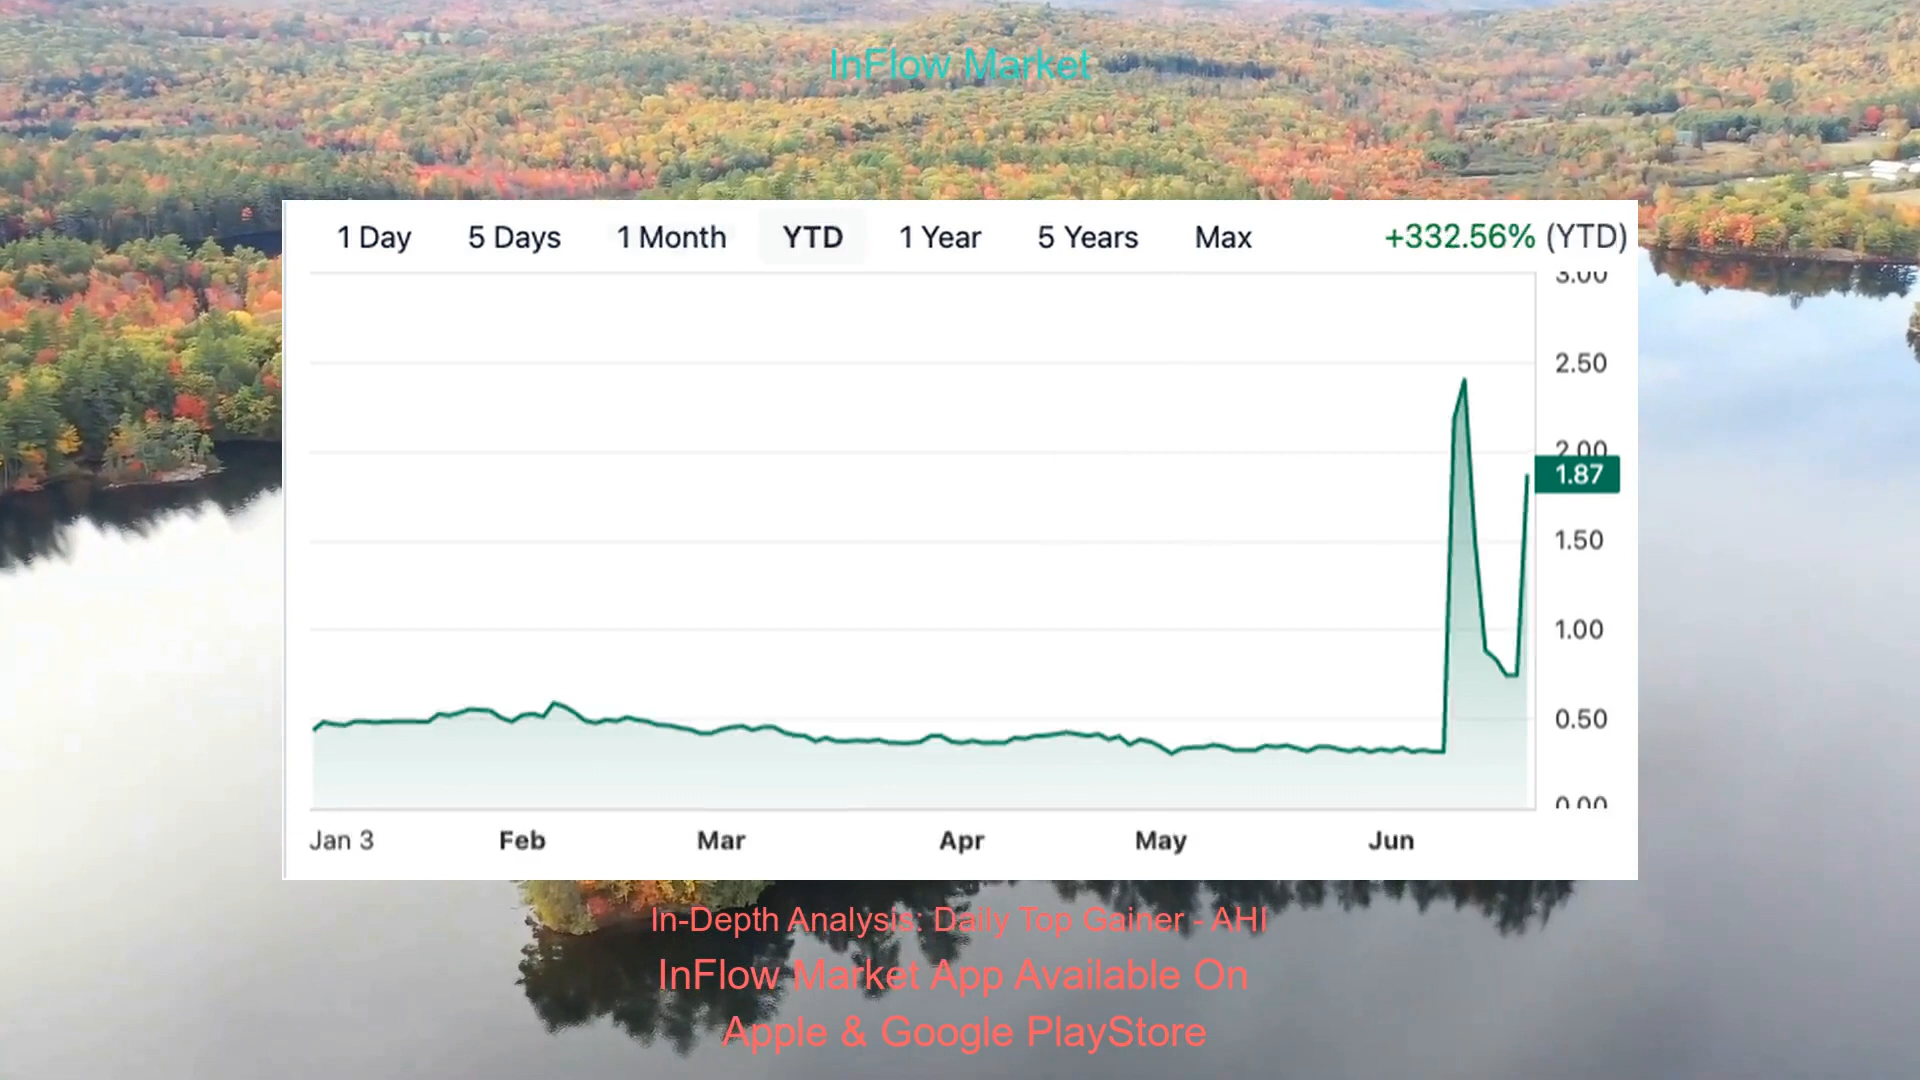 InFlow Market
1 Day 5 Days 1 Month YTD 1 Year 5 Years Max +332.56% (YTD)
3.00
2.50
2.00
1.87
1.50
1.00
0.50
0.00
Jan 3 Feb Mar Apr May Jun
In-Depth Analysis: Daily Top Gainer - AHI
InFlow Market App Available On
Apple & Google PlayStore